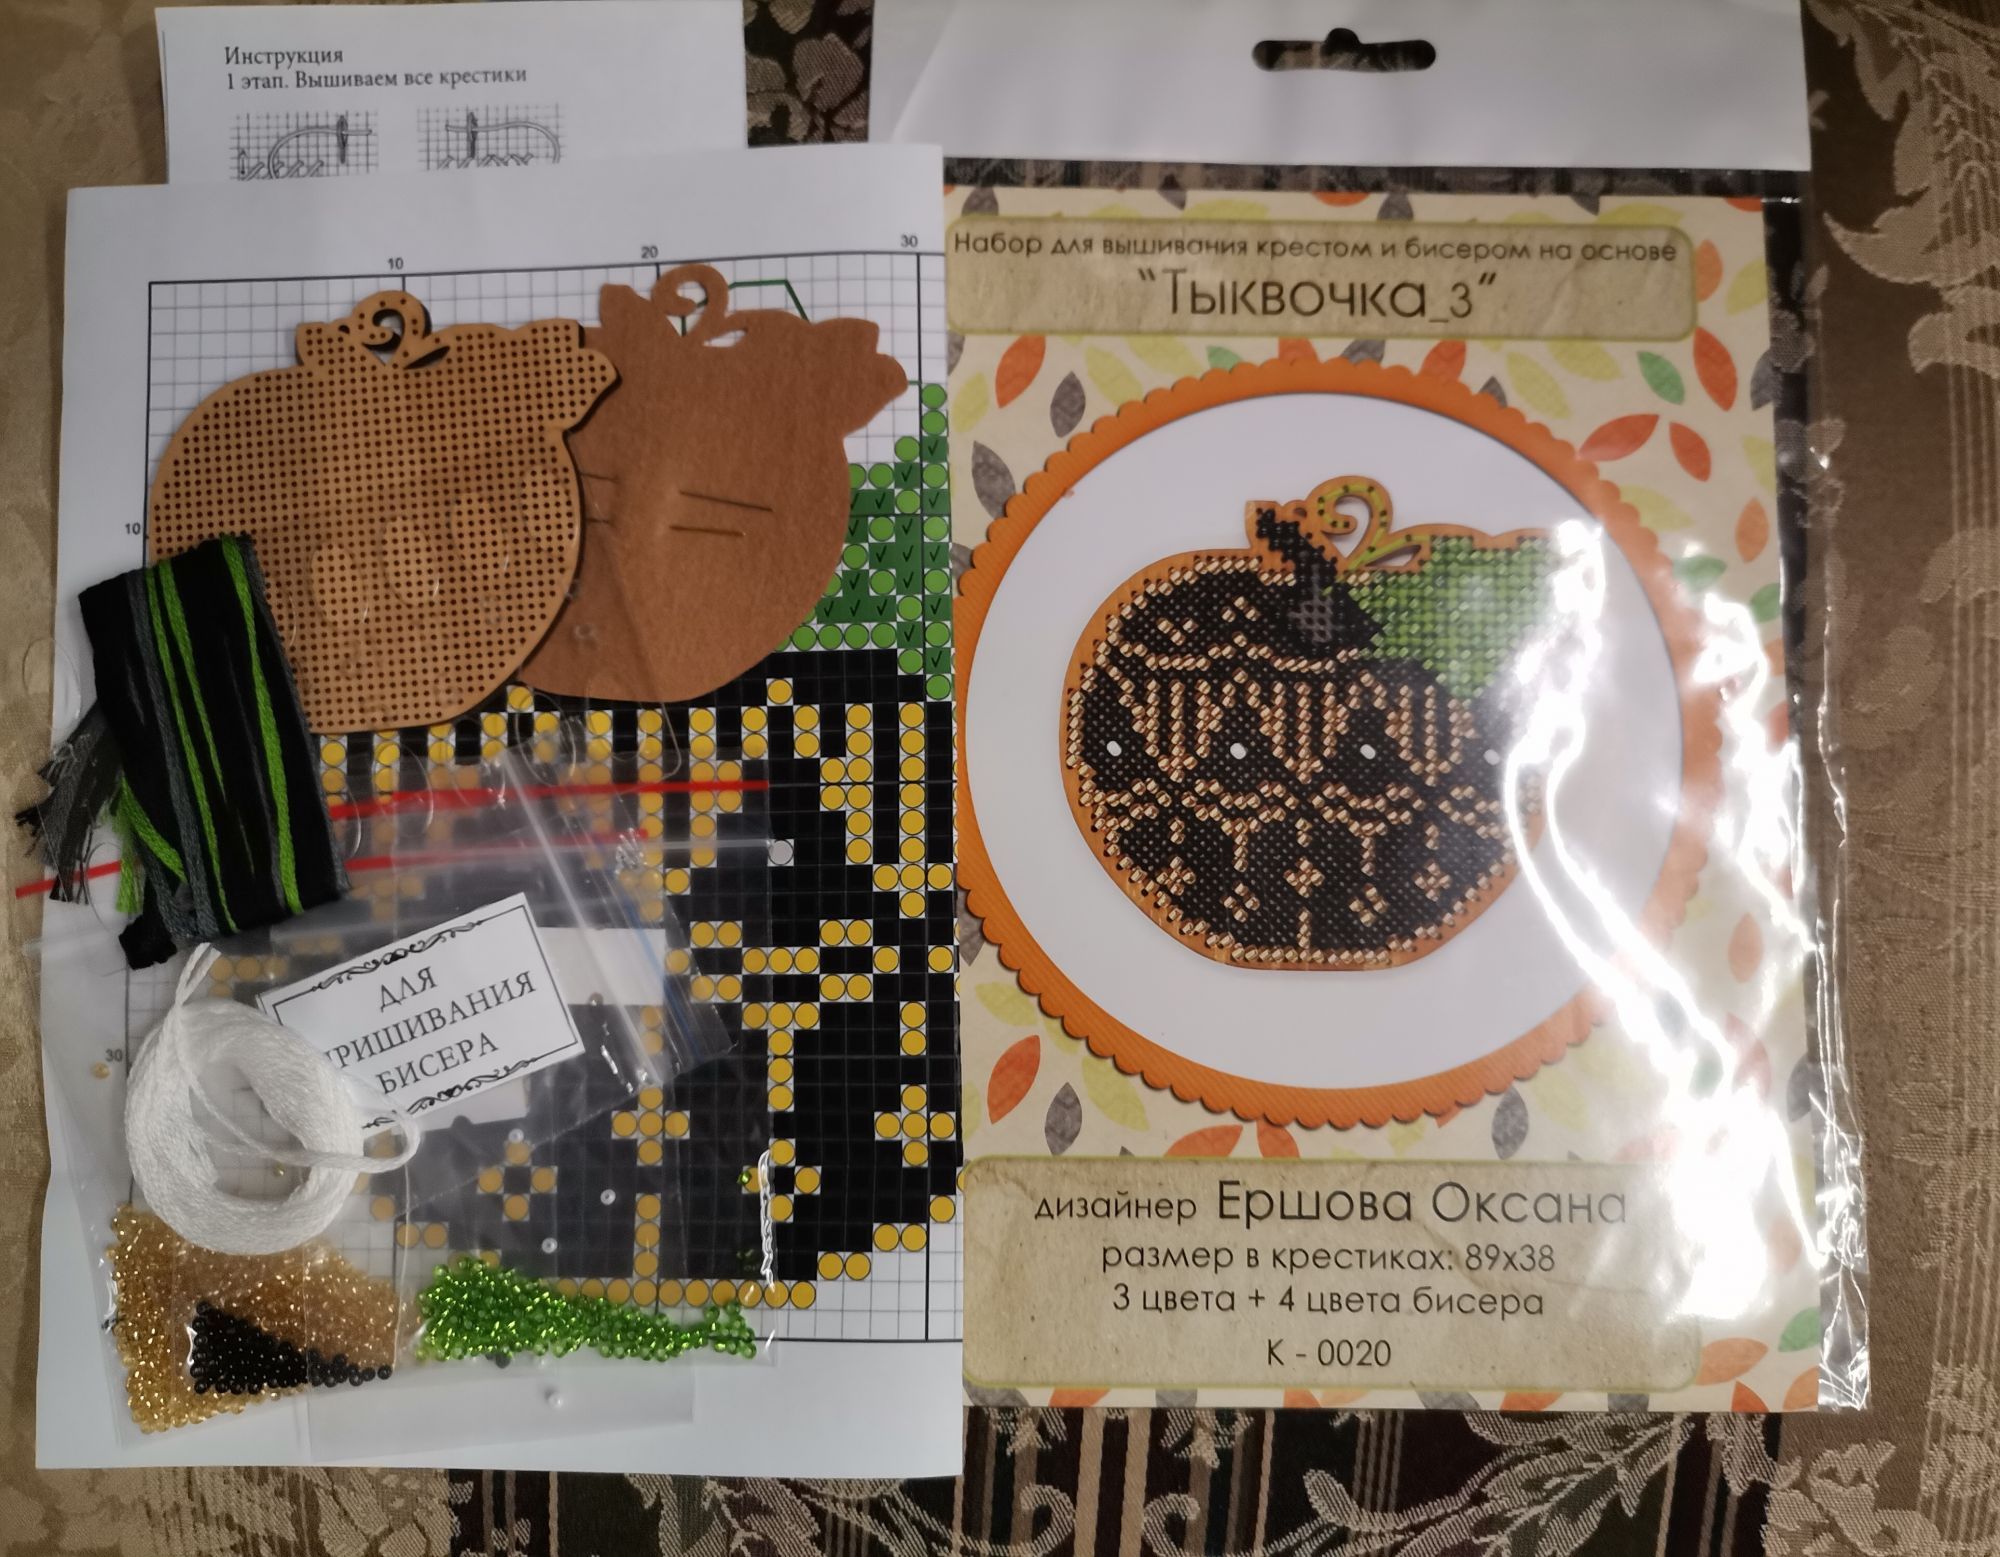 Инструкция
1 этап. Вышиваем все крестики
10
20
30
10
30
ДЛЯ
ПРИШИВАНИЯ
БИСЕРА
Набор для вышивания крестом и бисером на основе
"Тыквочка_3"
дизайнер Ершова Оксана
размер в крестиках: 89х38
3 цвета + 4 цвета бисера
К - 0020